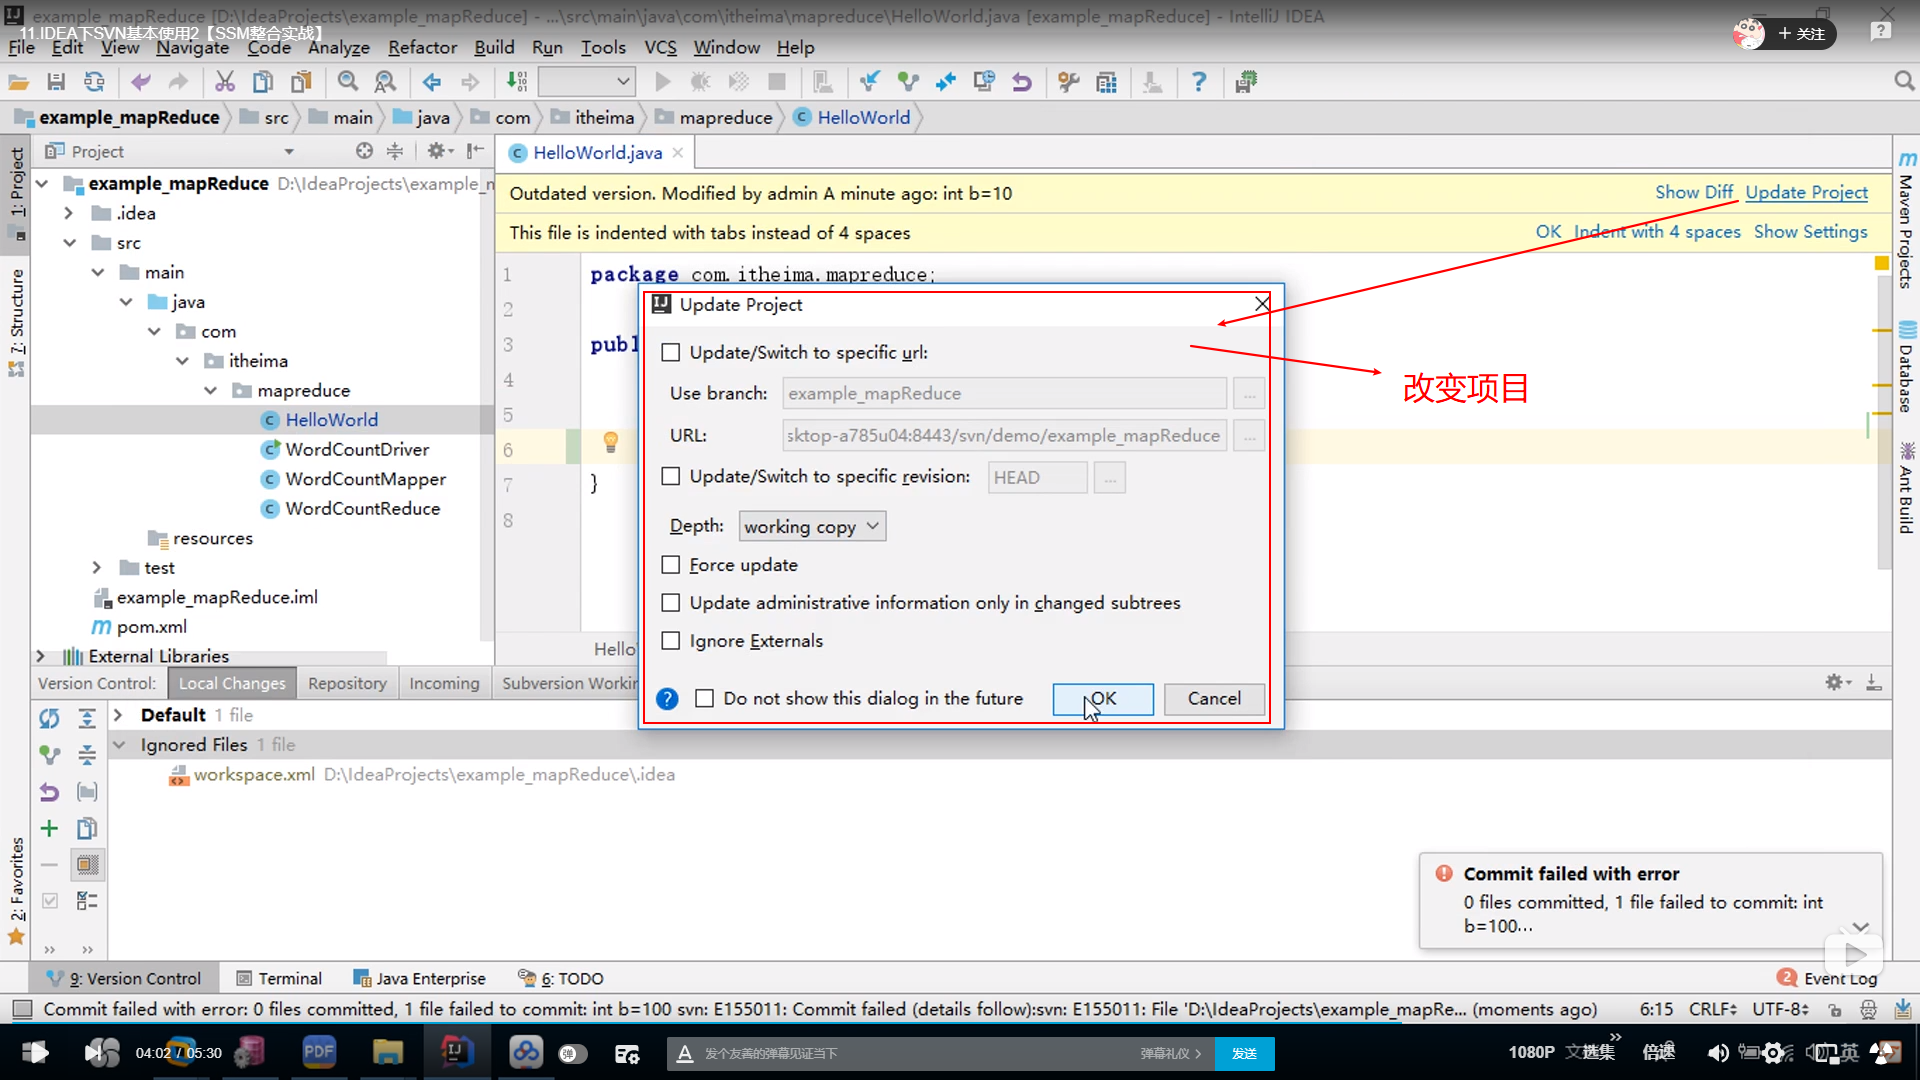 example_mapReduce [D:\IdeaProjects\example_mapReduce] - ...\src\main\java\com\itheima\mapreduce\HelloWorld.java [example_mapReduce] - IntelliJ IDEA
11.IDEA下SVN基本使用2【SSM整合实战】
+ 关注
File Edit View Navigate Code Analyze Refactor Build Run Tools VCS Window Help
example_mapReduce src main java com itheima mapreduce HelloWorld
Project
HelloWorld.java
example_mapReduce D:\IdeaProjects\example_m
Outdated version. Modified by admin A minute ago: int b=10
Show Diff Update Project
.idea
This file is indented with tabs instead of 4 spaces
OK Indent with 4 spaces Show Settings
src
main
java
com
itheima
mapreduce
HelloWorld
WordCountDriver
WordCountMapper
WordCountReduce
resources
test
example_mapReduce.iml
pom.xml
External Libraries
1: Project
7: Structure
2: Favorites
Maven Projects
Database
Ant Build
1 package com.itheima.mapreduce;
2
3 publ
4
5
6
7 }
8
Hello
Update Project
Update/Switch to specific url:
Use branch: example_mapReduce ...
URL: sktop-a785u04:8443/svn/demo/example_mapReduce ...
Update/Switch to specific revision: HEAD ...
Depth: working copy
Force update
Update administrative information only in changed subtrees
Ignore Externals
Do not show this dialog in the future OK Cancel
改变项目
Version Control: Local Changes Repository Incoming Subversion Workin
Default 1 file
Ignored Files 1 file
workspace.xml D:\IdeaProjects\example_mapReduce\.idea
Commit failed with error
0 files committed, 1 file failed to commit: int
b=100...
9: Version Control Terminal Java Enterprise 6: TODO
2 Event Log
Commit failed with error: 0 files committed, 1 file failed to commit: int b=100 svn: E155011: Commit failed (details follow):svn: E155011: File 'D:\IdeaProjects\example_mapRe... (moments ago)
6:15 CRLF UTF-8
04:02 / 05:30
PDF
弹
发个友善的弹幕见证当下
弹幕礼仪 >
发送
1080P
选集
倍速
英